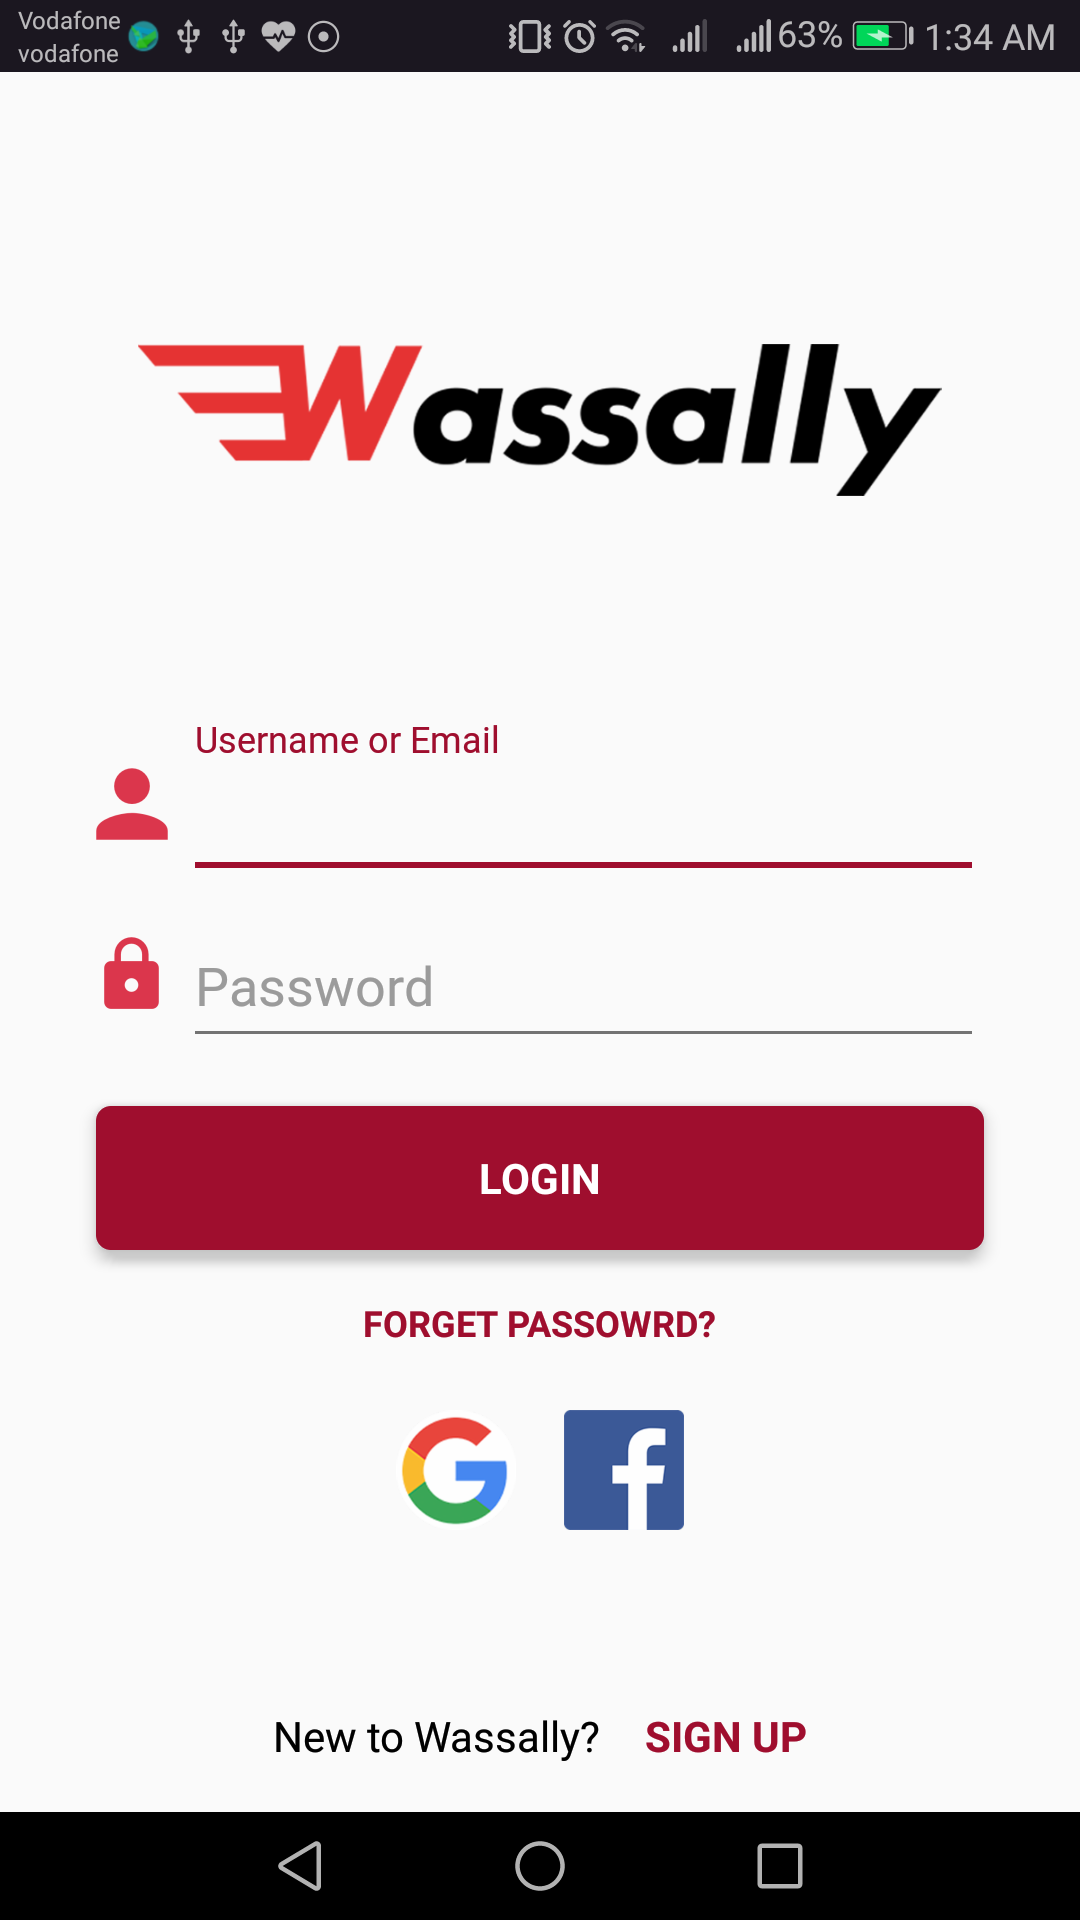 Vodafone
vodafone
63% 1:34 AM
Wassally
Username or Email
Password
LOGIN
FORGET PASSOWRD?
New to Wassally? SIGN UP